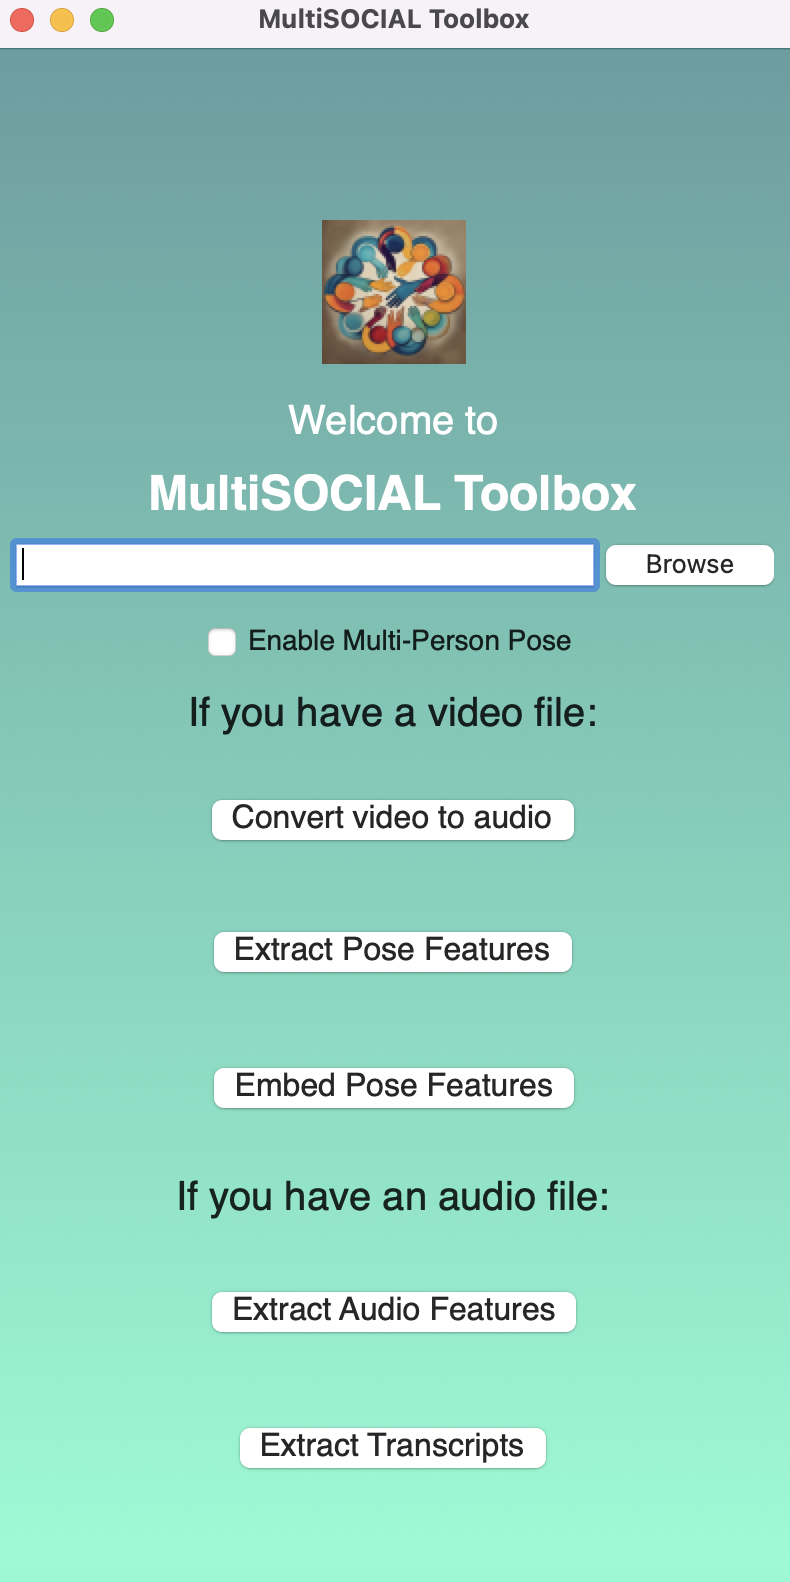 MultiSOCIAL Toolbox
Welcome to
MultiSOCIAL Toolbox
Browse
Enable Multi-Person Pose
If you have a video file:
Convert video to audio
Extract Pose Features
Embed Pose Features
If you have an audio file:
Extract Audio Features
Extract Transcripts